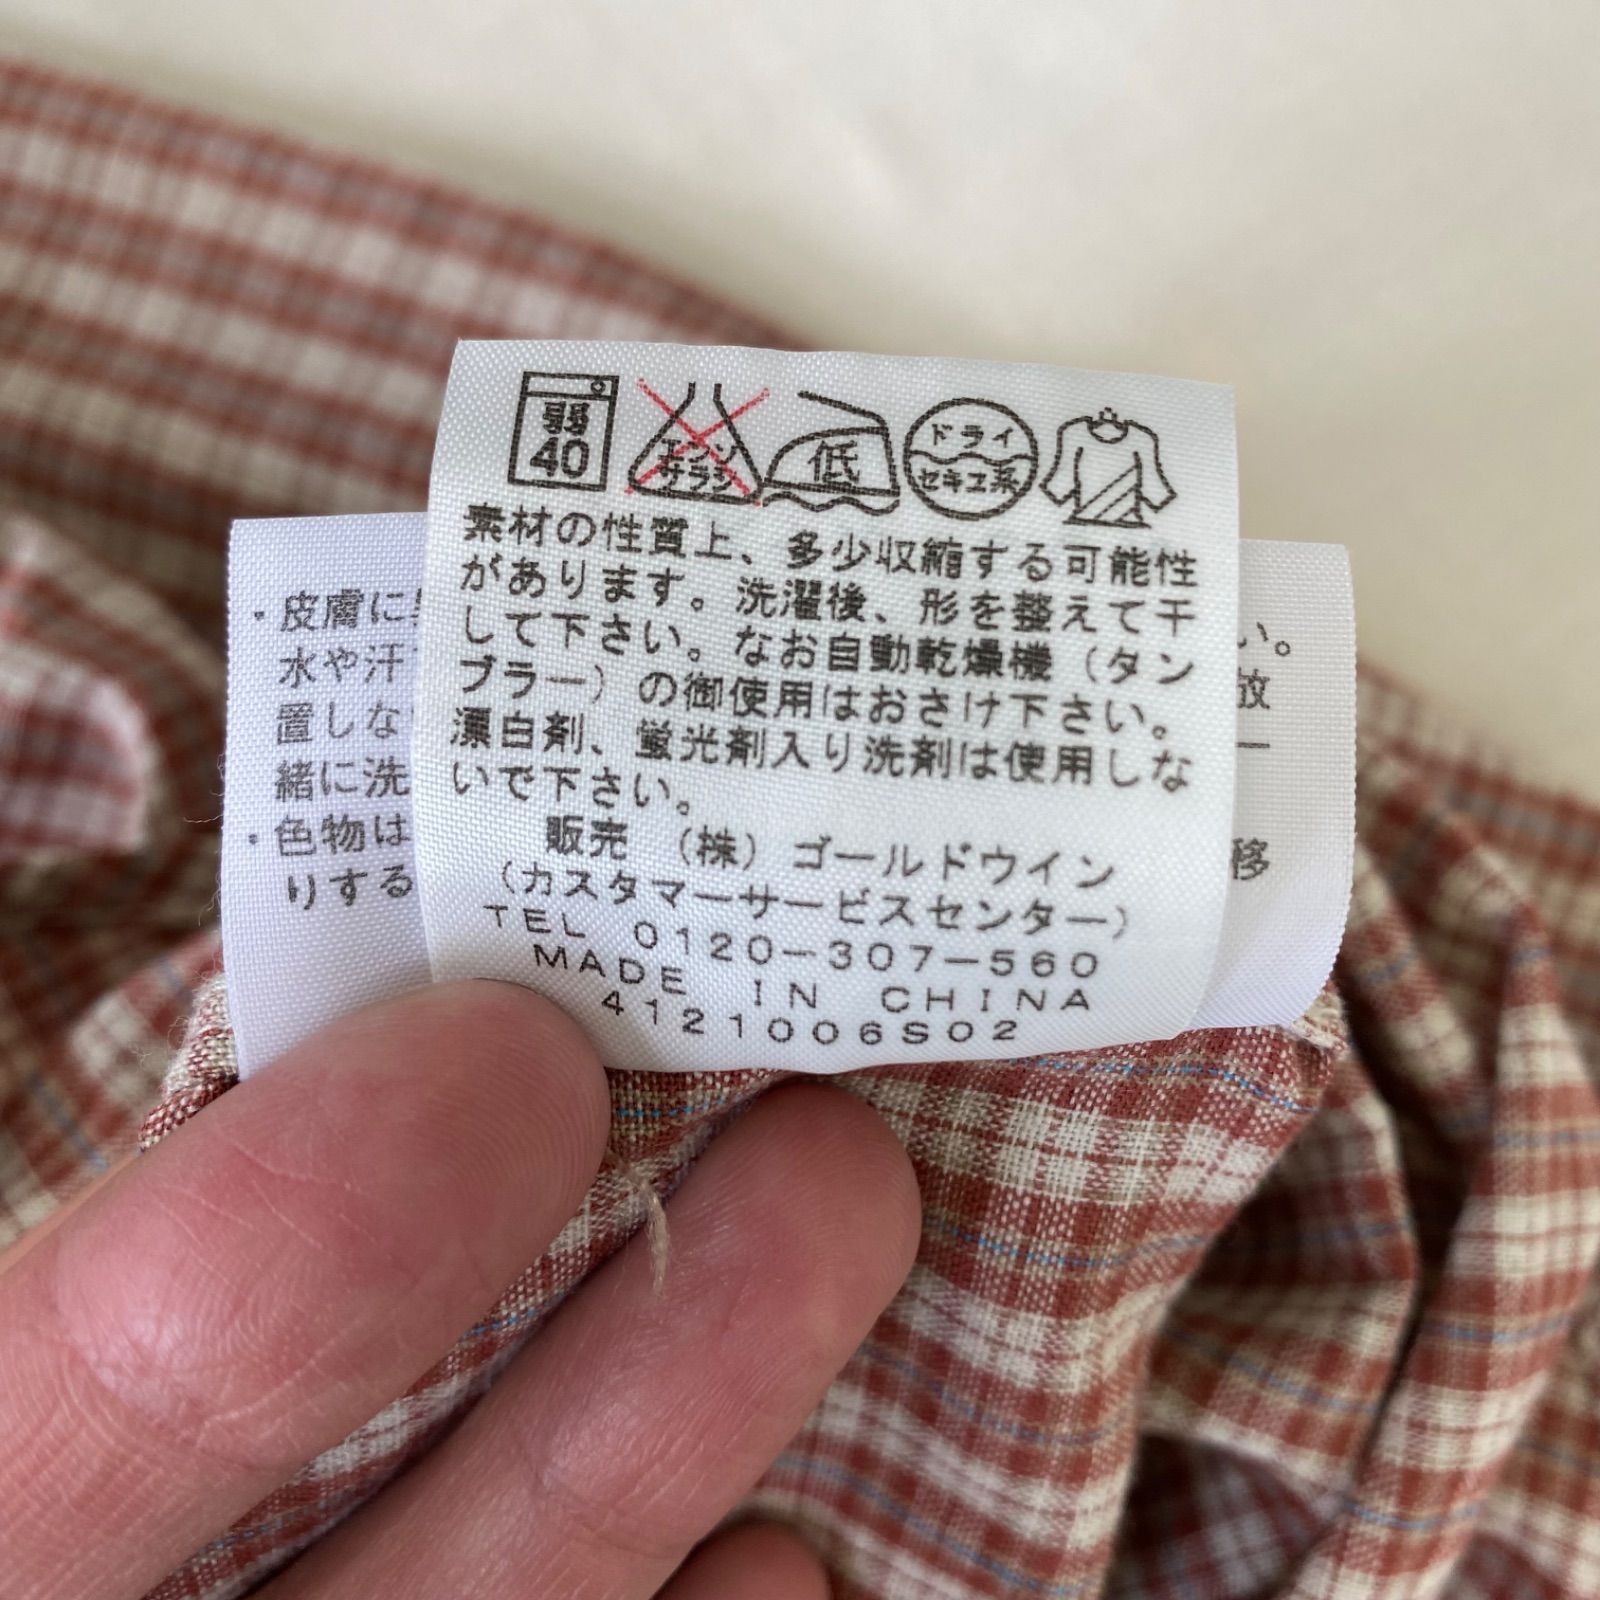 弱
40
エンソ
サラシ
低
ドライ
セキユ系
素材の性質上、多少収縮する可能性
があります。洗濯後、形を整えて干
して下さい。なお自動乾燥機（タン
ブラー）の御使用はおさけ下さい。
漂白剤、蛍光剤入り洗剤は使用しな
いで下さい。
販売　（株）ゴールドウイン
（カスタマーサービスセンター）
TEL 0120-307-560
MADE IN CHINA
4121006S02
・皮膚に
い。
水や汗
放
置しな
ー
緒に洗
・色物は
移
りする